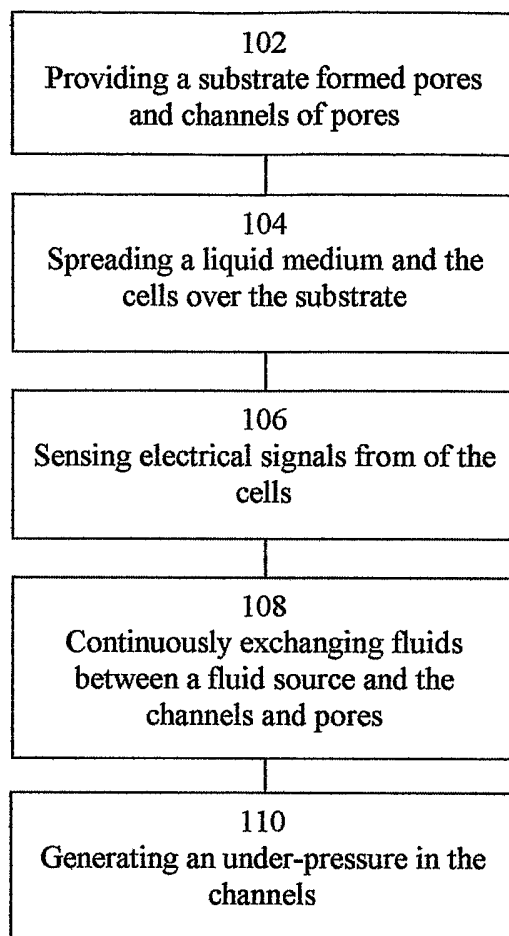 102
Providing a substrate formed pores
and channels of pores
104
Spreading a liquid medium and the
cells over the substrate
106
Sensing electrical signals from of the
cells
108
Continuously exchanging fluids
between a fluid source and the
channels and pores
110
Generating an under-pressure in the
channels